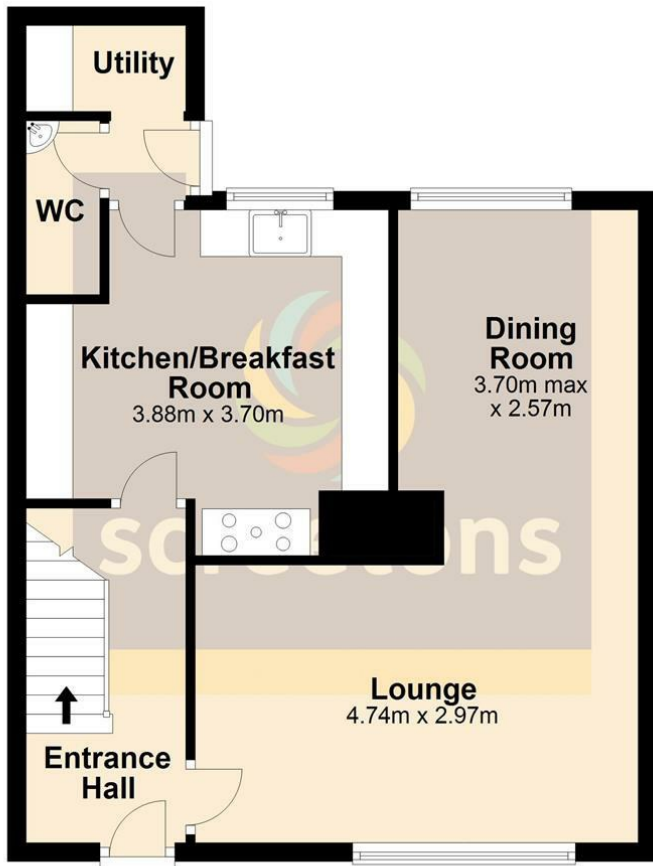 Utility
WC
Kitchen/Breakfast
Room
3.88m x 3.70m
Dining
Room
3.70m max
x 2.57m
screetons
Lounge
4.74m x 2.97m
Entrance
Hall